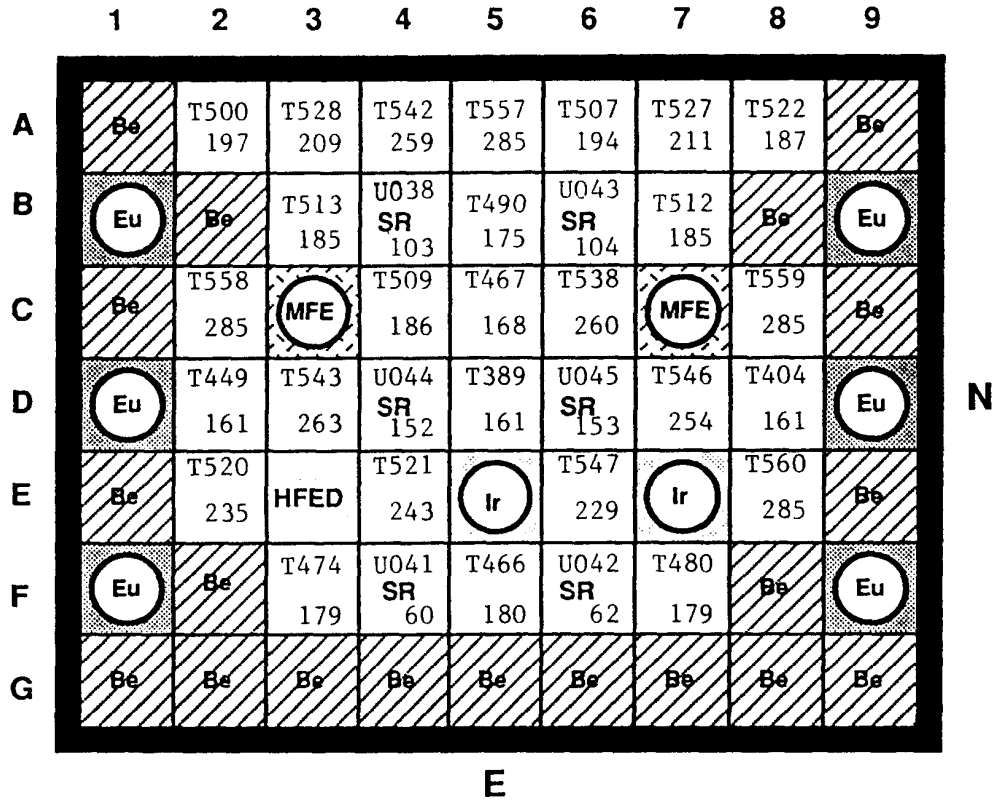 1 2 3 4 5 6 7 8 9
A Be T500 197 T528 209 T542 259 T557 285 T507 194 T527 211 T522 187 Be
B Eu Be T513 185 U038 SR 103 T490 175 U043 SR 104 T512 185 Be Eu
C Be T558 285 MFE T509 186 T467 168 T538 260 MFE T559 285 Be
D Eu T449 161 T543 263 U044 SR 152 T389 161 U045 SR 153 T546 254 T404 161 Eu
N
E Be T520 235 HFED T521 243 Ir T547 229 Ir T560 285 Be
F Eu Be T474 179 U041 SR 60 T466 180 U042 SR 62 T480 179 Be Eu
G Be Be Be Be Be Be Be Be Be
E